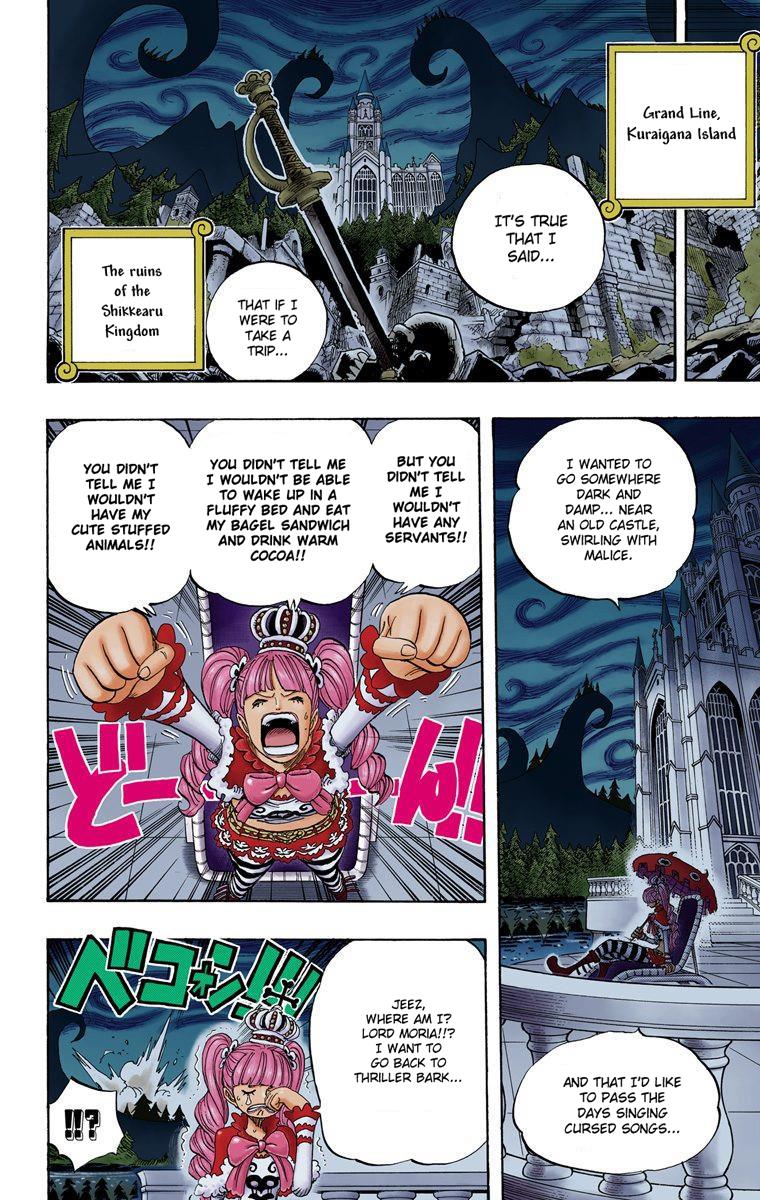 Grand Line,
Kuraigana Island
IT'S TRUE
THAT I
SAID...
THAT IF I
WERE TO
TAKE A
TRIP...
The ruins
of the
Shikkearu
Kingdom
I WANTED TO
GO SOMEWHERE
DARK AND
DAMP... NEAR
AN OLD CASTLE,
SWIRLING WITH
MALICE.
AND THAT I'D LIKE
TO PASS THE
DAYS SINGING
CURSED SONGS...
BUT YOU
DIDN'T TELL
ME I
WOULDN'T
HAVE ANY
SERVANTS!!
YOU DIDN'T TELL ME
I WOULDN'T BE ABLE
TO WAKE UP IN A
FLUFFY BED AND EAT
MY BAGEL SANDWICH
AND DRINK WARM
COCOA!!
YOU DIDN'T
TELL ME I
WOULDN'T
HAVE MY
CUTE STUFFED
ANIMALS!!
どーーん!!
JEEZ,
WHERE AM I?
LORD MORIA!!?
I WANT TO
GO BACK TO
THRILLER BARK...
ベコォン!!!
!!?